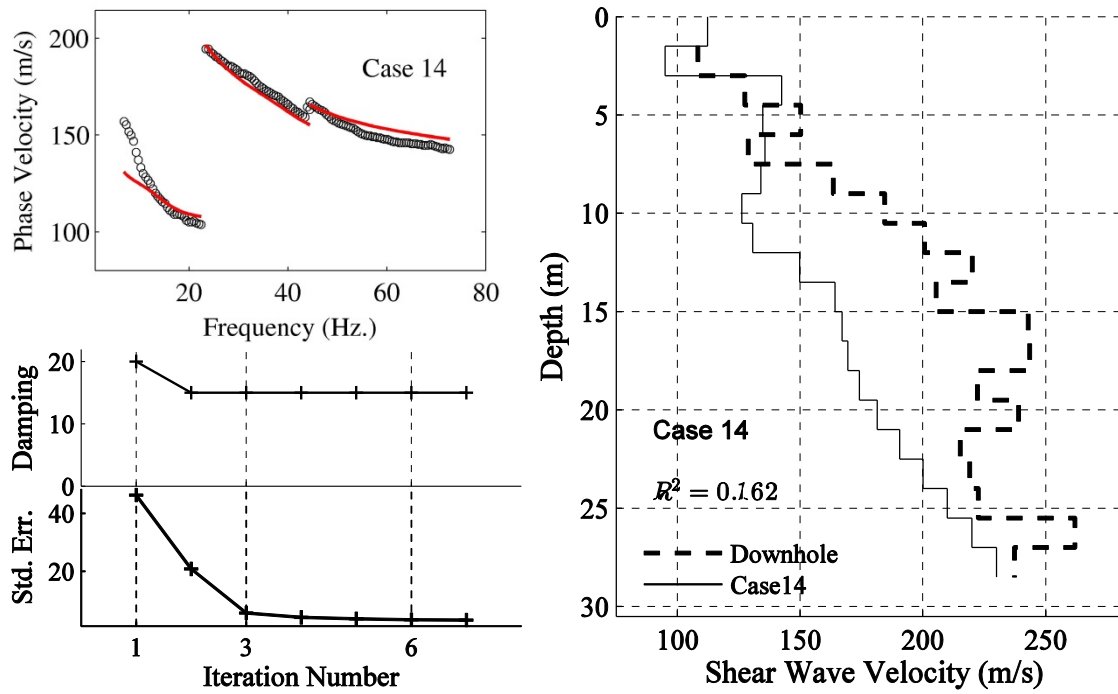 200
150
100
Phase Velocity (m/s)
Case 14
20 40 60 80
Frequency (Hz.)
20
10
0
Damping
40
20
Std. Err.
1 3 6
Iteration Number
0
5
10
15
20
25
30
Depth (m)
Case 14
R² = 0.162
Downhole
Case14
100 150 200 250
Shear Wave Velocity (m/s)